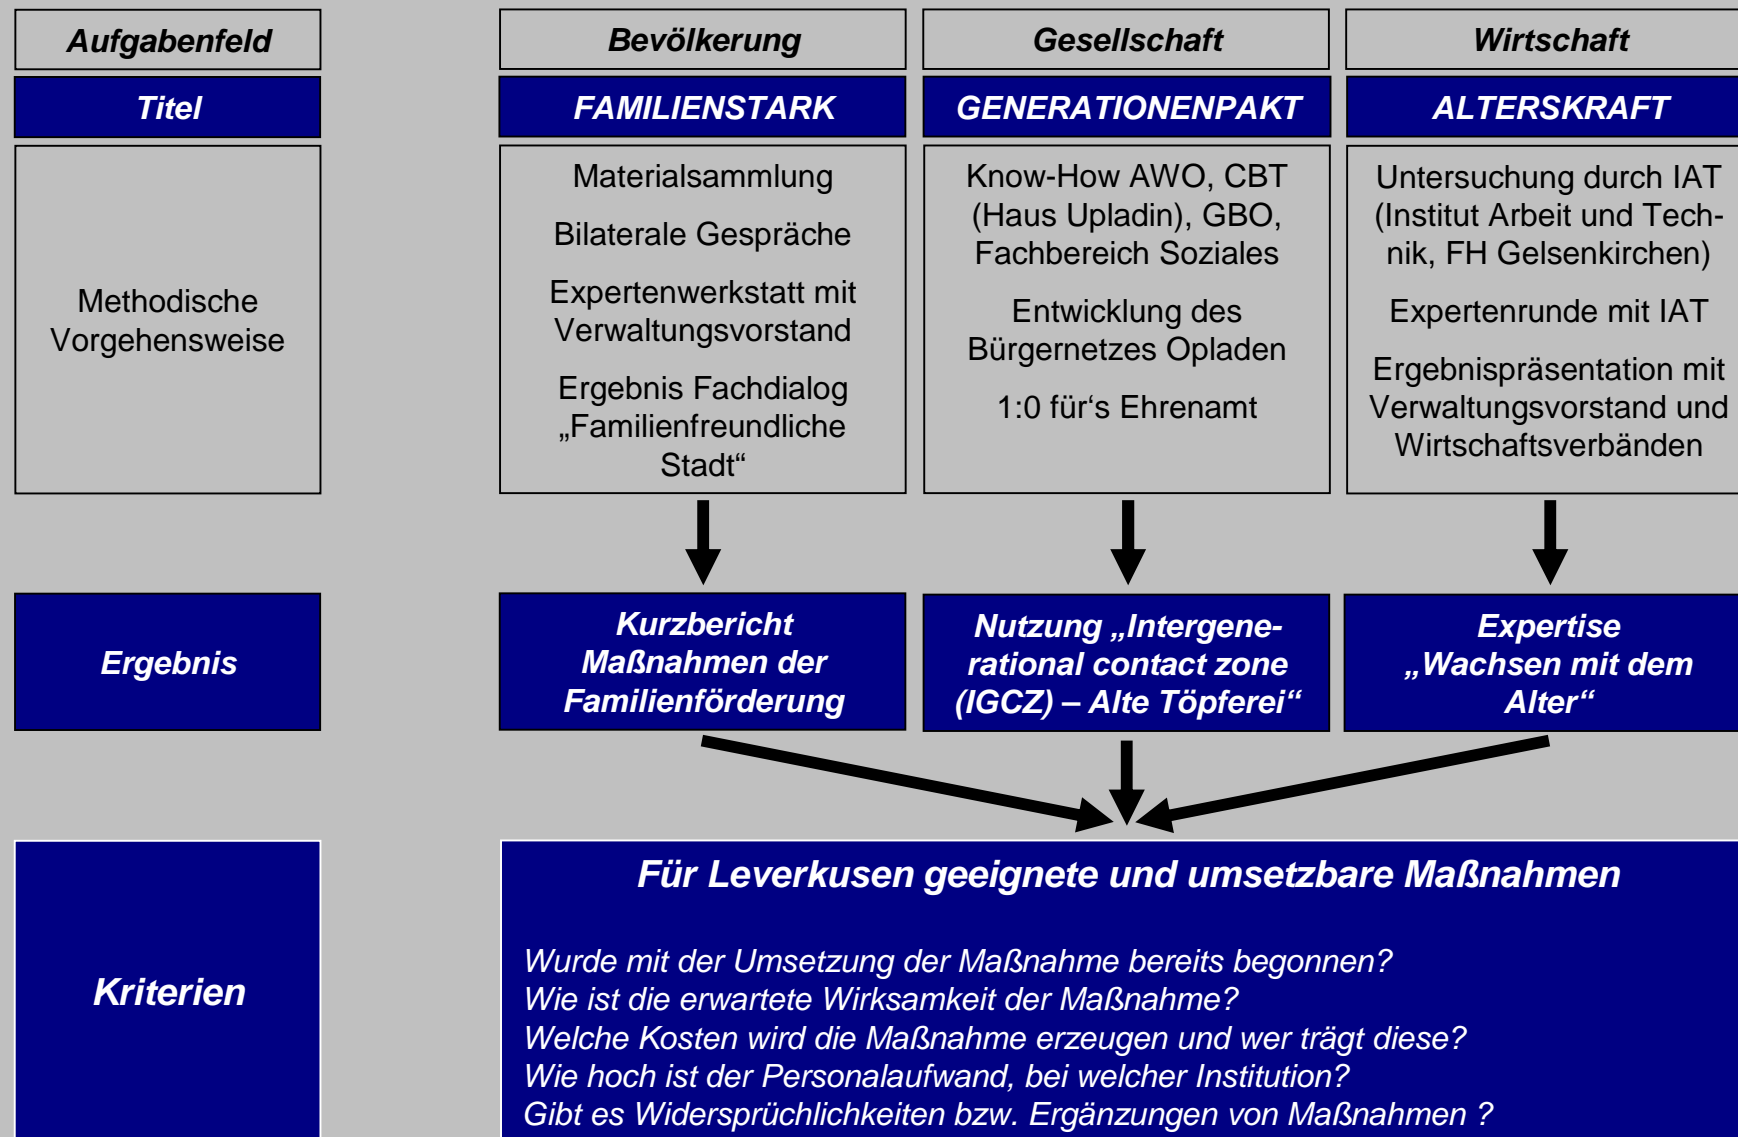 Aufgabenfeld
Bevölkerung
Gesellschaft
Wirtschaft
Titel
FAMILIENSTARK
GENERATIONENPAKT
ALTERSKRAFT
Methodische
Vorgehensweise
Materialsammlung
Bilaterale Gespräche
Expertenwerkstatt mit
Verwaltungsvorstand
Ergebnis Fachdialog
„Familienfreundliche
Stadt“
Know-How AWO, CBT
(Haus Upladin), GBO,
Fachbereich Soziales
Entwicklung des
Bürgernetzes Opladen
1:0 für‘s Ehrenamt
Untersuchung durch IAT
(Institut Arbeit und Tech-
nik, FH Gelsenkirchen)
Expertenrunde mit IAT
Ergebnispräsentation mit
Verwaltungsvorstand und
Wirtschaftsverbänden
Ergebnis
Kurzbericht
Maßnahmen der
Familienförderung
Nutzung „Intergene-
rational contact zone
(IGCZ) – Alte Töpferei“
Expertise
„Wachsen mit dem
Alter“
Kriterien
Für Leverkusen geeignete und umsetzbare Maßnahmen
Wurde mit der Umsetzung der Maßnahme bereits begonnen?
Wie ist die erwartete Wirksamkeit der Maßnahme?
Welche Kosten wird die Maßnahme erzeugen und wer trägt diese?
Wie hoch ist der Personalaufwand, bei welcher Institution?
Gibt es Widersprüchlichkeiten bzw. Ergänzungen von Maßnahmen ?